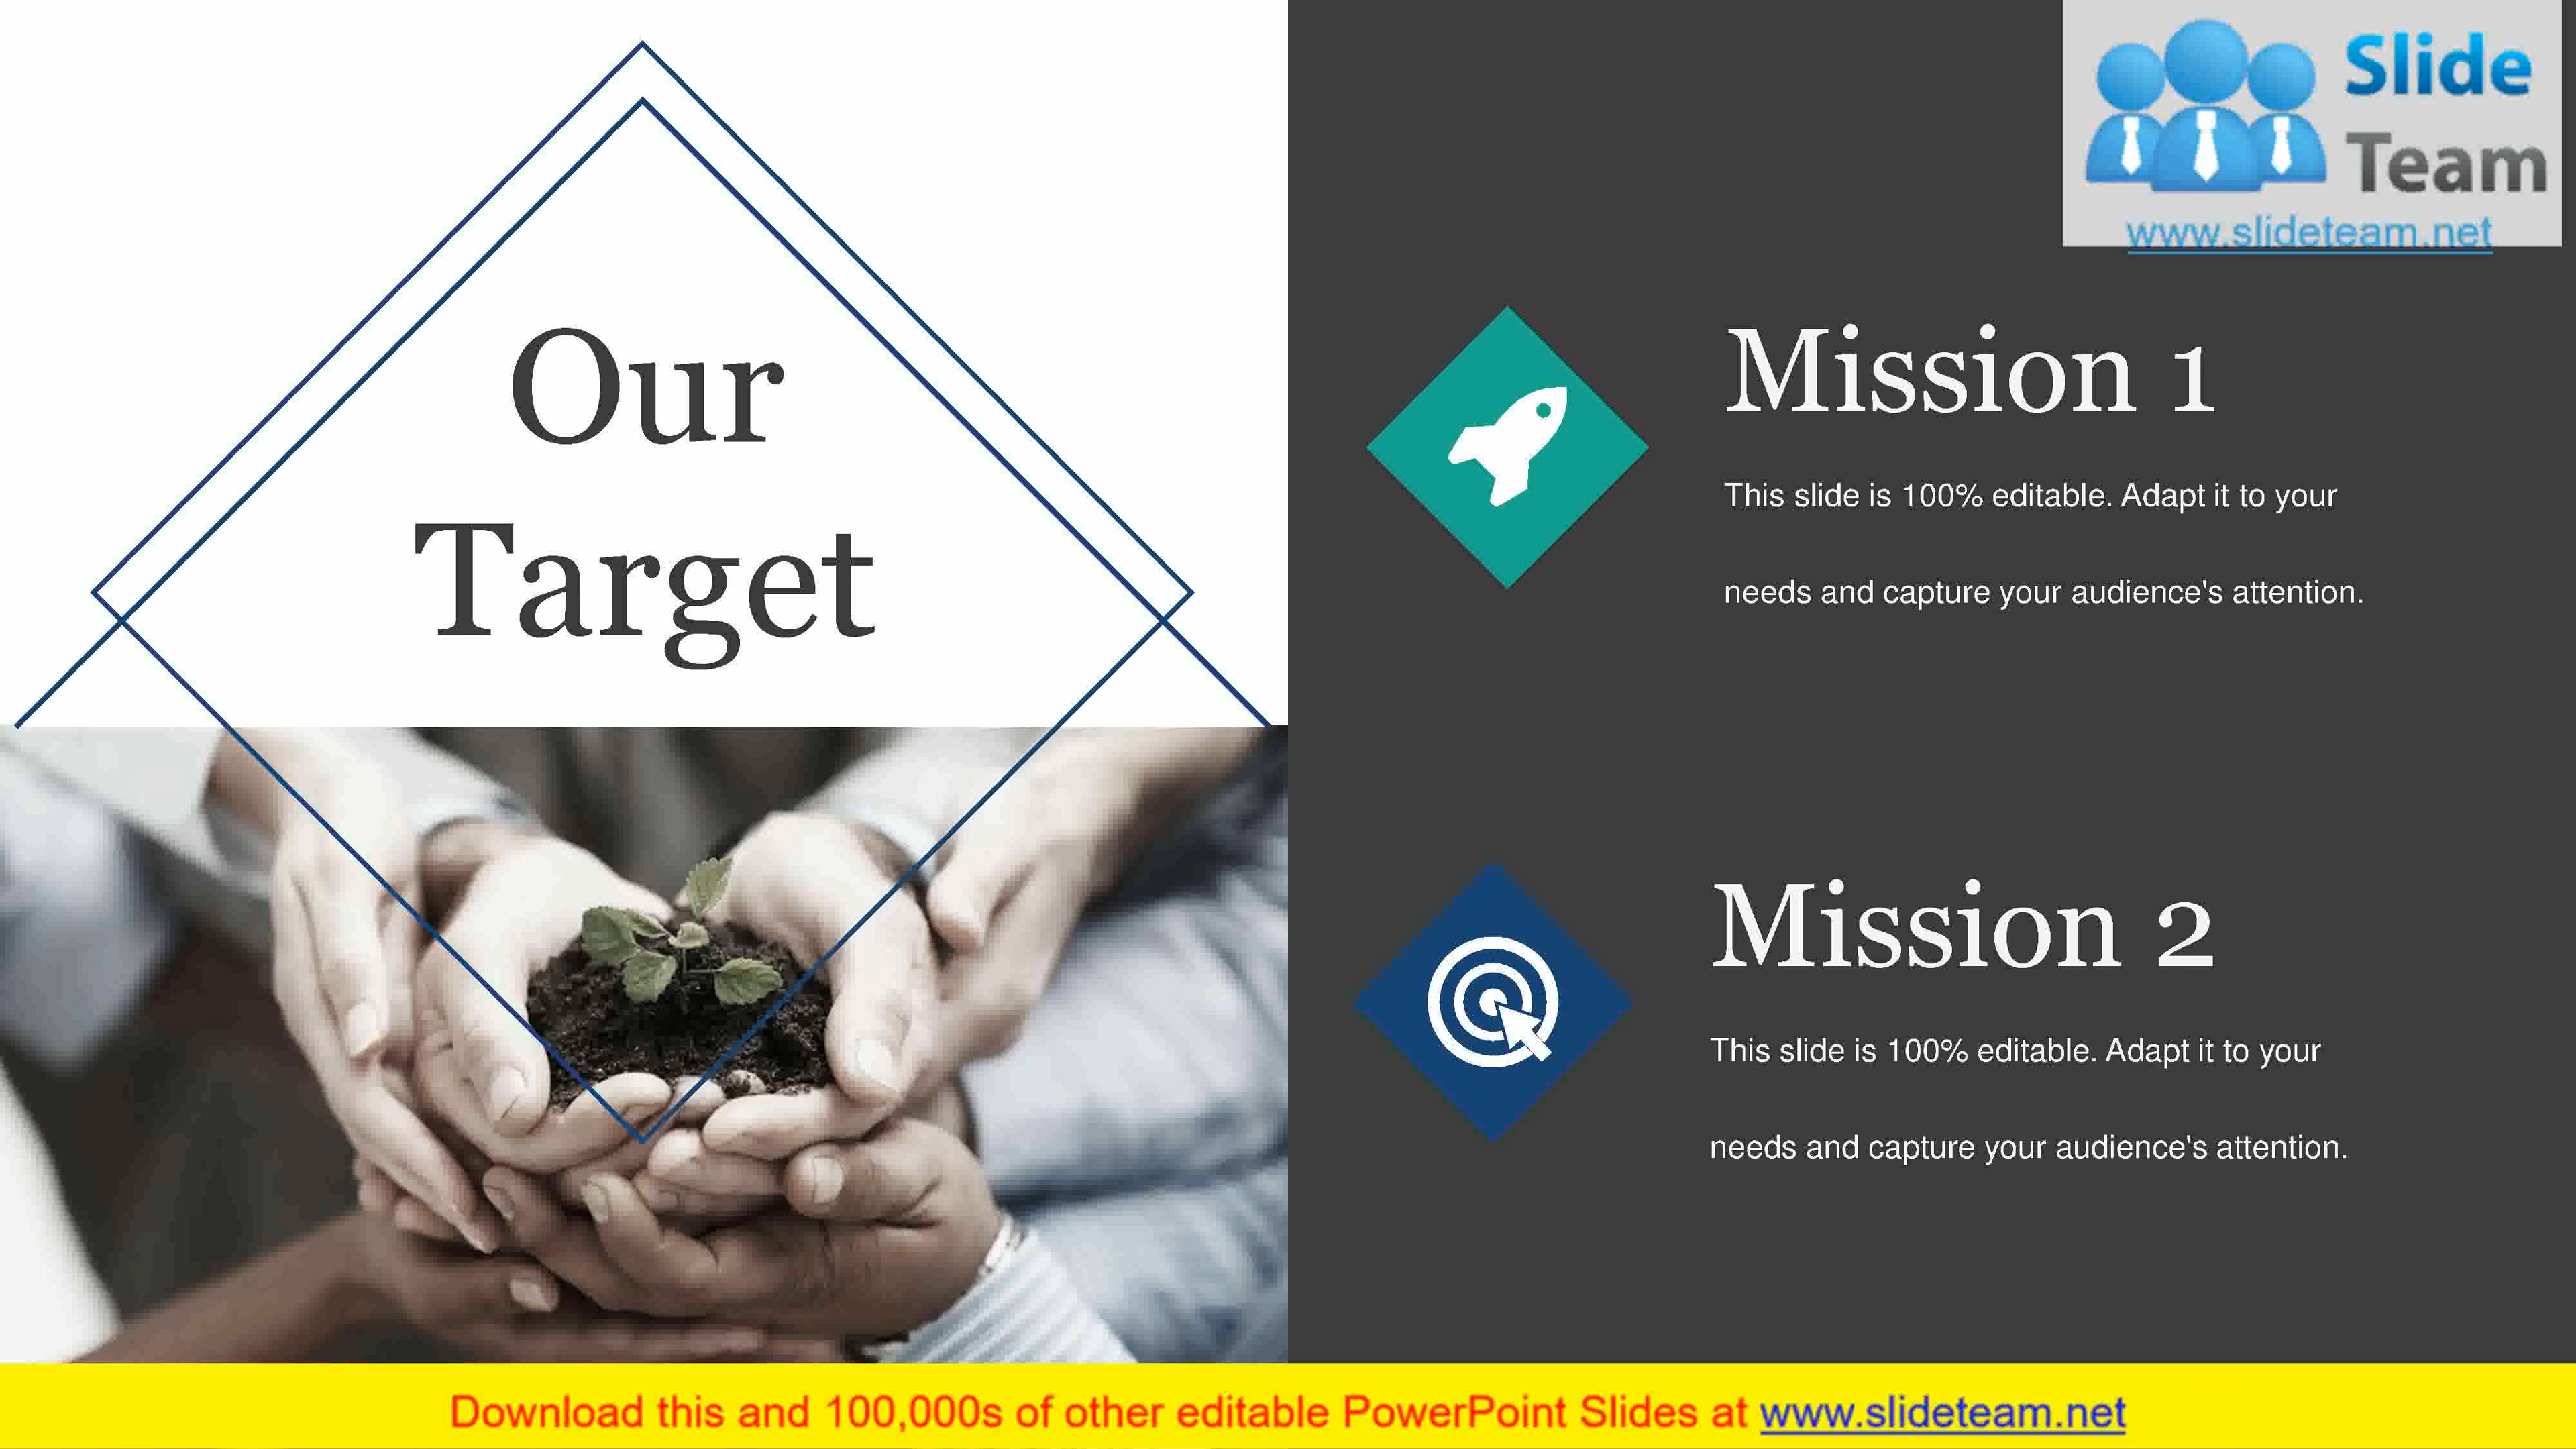 Our
Target
Slide
Team
www.slideteam.net
Mission 1
This slide is 100% editable. Adapt it to your
needs and capture your audience's attention.
Mission 2
This slide is 100% editable. Adapt it to your
needs and capture your audience's attention.
Download this and 100,000s of other editable PowerPoint Slides at www.slideteam.net